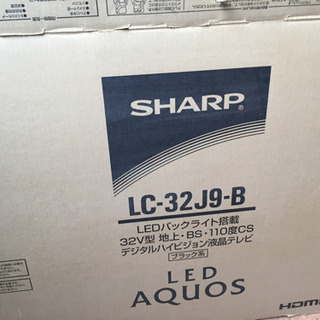 SHARP
LC-32J9-B
LEDバックライト搭載
32V型 地上・BS・110度CS
デジタルハイビジョン液晶テレビ
ブラック系
LED
AQUOS
HDMI